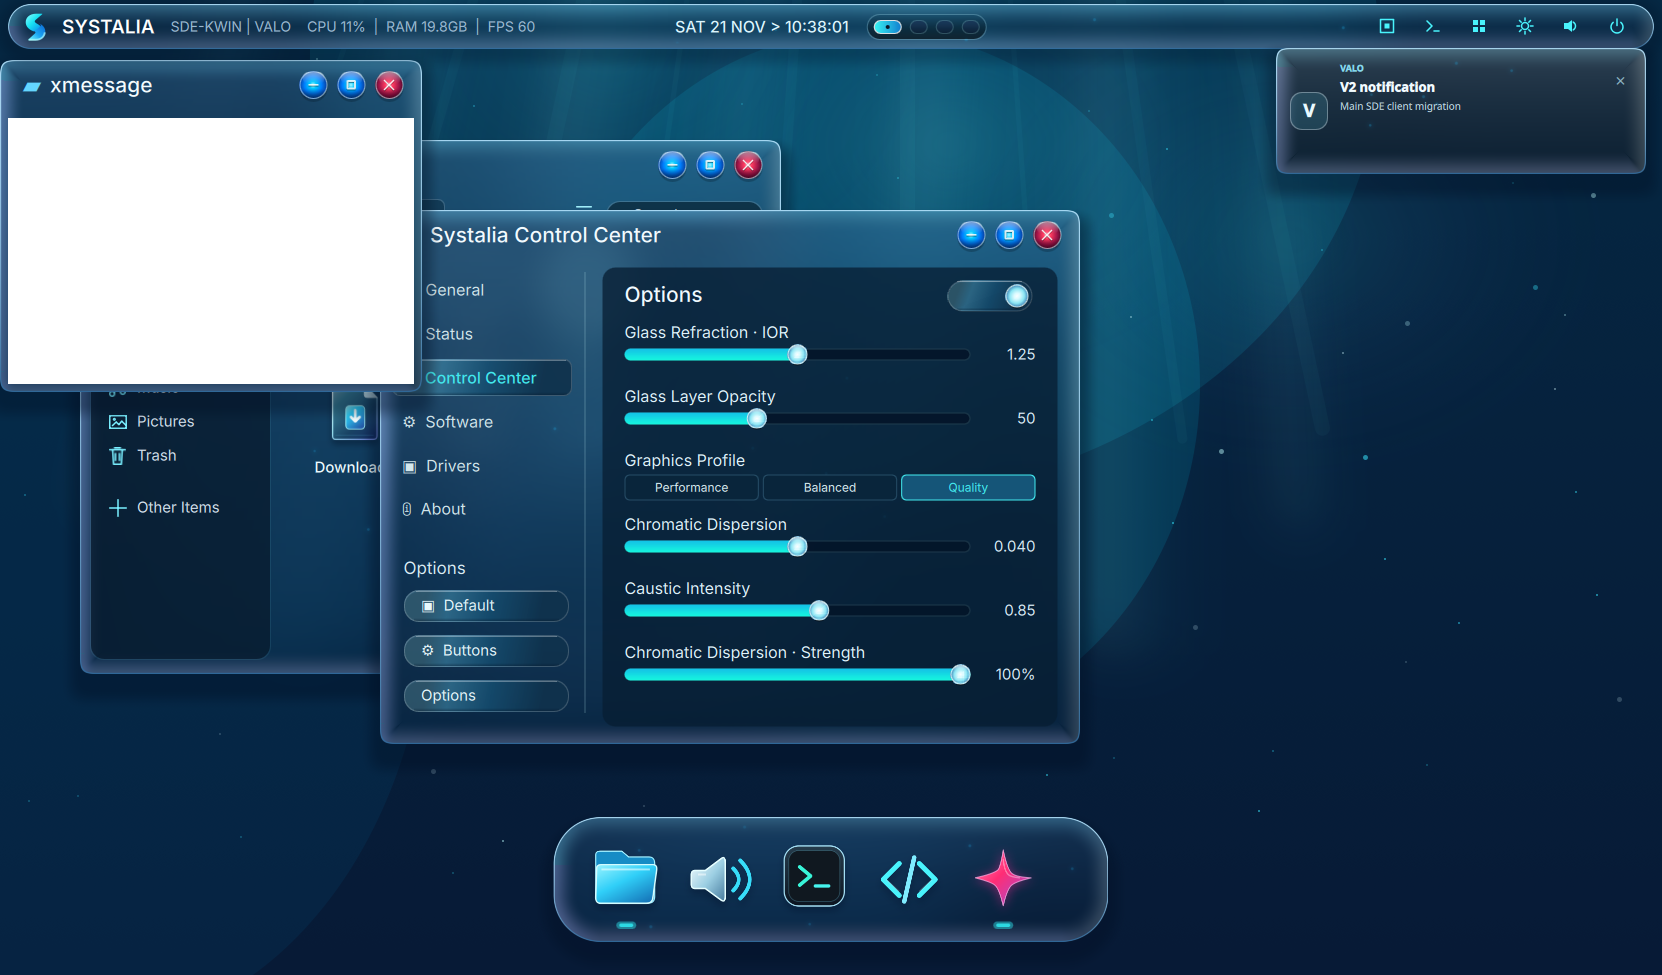 SYSTALIA
SDE-KWIN | VALO
CPU 11% | RAM 19.8GB | FPS 60
SAT 21 NOV > 10:38:01
xmessage
VALO
V2 notification
V
Main SDE client migration
Systalia Control Center
General
Status
Control Center
Software
Drivers
About
Options
Default
Buttons
Options
Options
Glass Refraction · IOR
1.25
Glass Layer Opacity
50
Graphics Profile
Performance
Balanced
Quality
Chromatic Dispersion
0.040
Caustic Intensity
0.85
Chromatic Dispersion · Strength
100%
Pictures
Trash
Other Items
Downloa